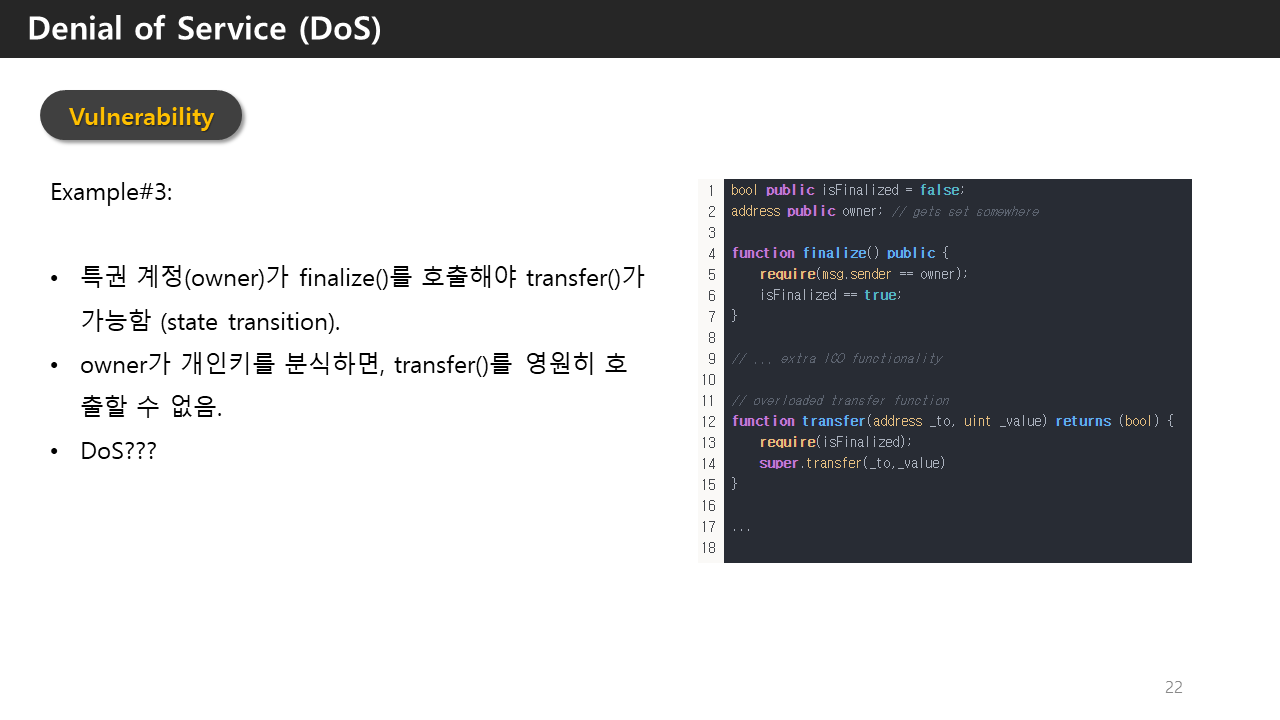 Denial of Service (DoS)
Vulnerability
Example#3:
• 특권 계정(owner)가 finalize()를 호출해야 transfer()가
가능함 (state transition).
• owner가 개인키를 분식하면, transfer()를 영원히 호
출할 수 없음.
• DoS???
1 bool public isFinalized = false;
2 address public owner; // gets set somewhere
3
4 function finalize() public {
5 require(msg.sender == owner);
6 isFinalized == true;
7 }
8
9 // ... extra ICO functionality
10
11 // overloaded transfer function
12 function transfer(address _to, uint _value) returns (bool) {
13 require(isFinalized);
14 super.transfer(_to,_value)
15 }
16
17 ...
18
22